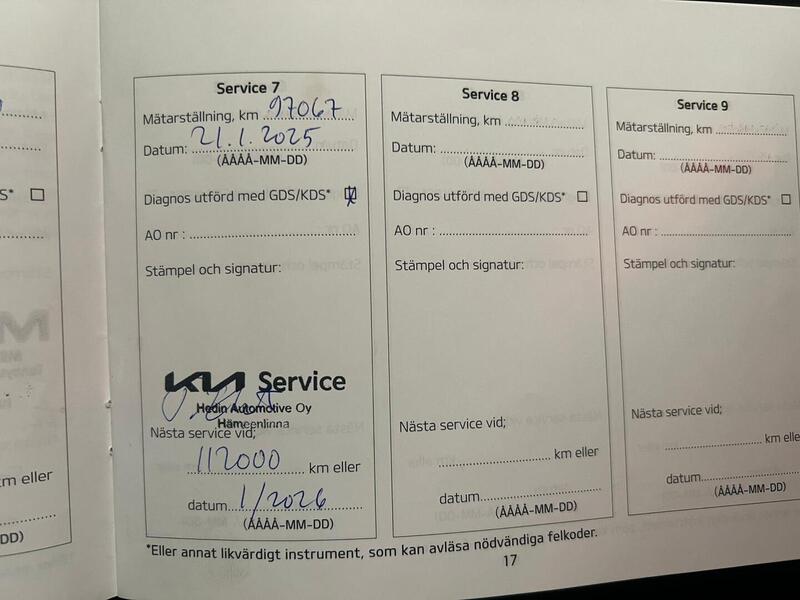 Service 7
Mätarställning, km 97067
Datum: 21.1.2025
(ÅÅÅÅ-MM-DD)
Diagnos utförd med GDS/KDS*
AO nr :
Stämpel och signatur:
KIA Service
Hedin Automotive Oy
Hämeenlinna
Nästa service vid;
112000 km eller
datum 1/2026
(ÅÅÅÅ-MM-DD)
Service 8
Mätarställning, km
Datum:
(ÅÅÅÅ-MM-DD)
Diagnos utförd med GDS/KDS*
AO nr :
Stämpel och signatur:
Nästa service vid;
km eller
datum
(ÅÅÅÅ-MM-DD)
Service 9
Mätarställning, km
Datum:
(ÅÅÅÅ-MM-DD)
Diagnos utförd med GDS/KDS*
AO nr :
Stämpel och signatur:
Nästa service vid;
km eller
datum
(ÅÅÅÅ-MM-DD)
*Eller annat likvärdigt instrument, som kan avläsa nödvändiga felkoder.
17